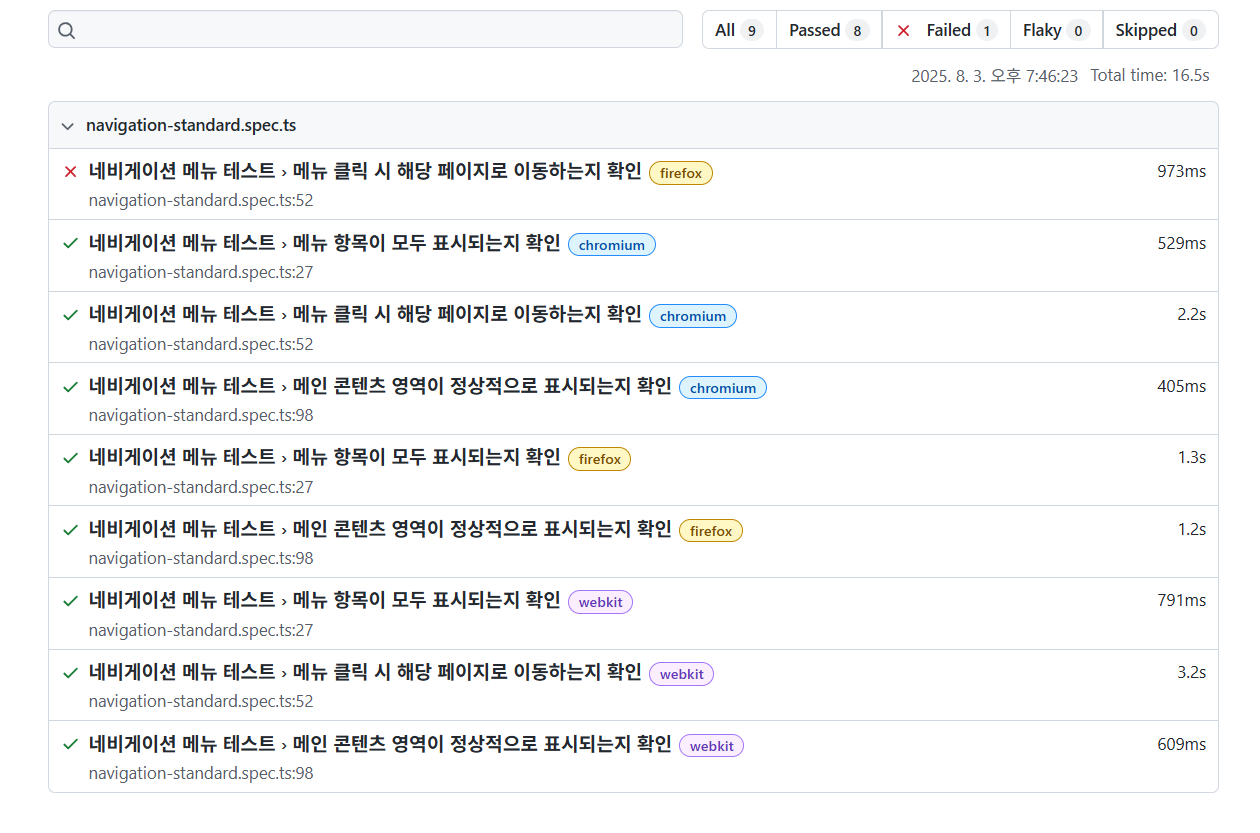 All 9 Passed 8 Failed 1 Flaky 0 Skipped 0
2025. 8. 3. 오후 7:46:23 Total time: 16.5s
navigation-standard.spec.ts
네비게이션 메뉴 테스트 › 메뉴 클릭 시 해당 페이지로 이동하는지 확인 firefox 973ms
navigation-standard.spec.ts:52
네비게이션 메뉴 테스트 › 메뉴 항목이 모두 표시되는지 확인 chromium 529ms
navigation-standard.spec.ts:27
네비게이션 메뉴 테스트 › 메뉴 클릭 시 해당 페이지로 이동하는지 확인 chromium 2.2s
navigation-standard.spec.ts:52
네비게이션 메뉴 테스트 › 메인 콘텐츠 영역이 정상적으로 표시되는지 확인 chromium 405ms
navigation-standard.spec.ts:98
네비게이션 메뉴 테스트 › 메뉴 항목이 모두 표시되는지 확인 firefox 1.3s
navigation-standard.spec.ts:27
네비게이션 메뉴 테스트 › 메인 콘텐츠 영역이 정상적으로 표시되는지 확인 firefox 1.2s
navigation-standard.spec.ts:98
네비게이션 메뉴 테스트 › 메뉴 항목이 모두 표시되는지 확인 webkit 791ms
navigation-standard.spec.ts:27
네비게이션 메뉴 테스트 › 메뉴 클릭 시 해당 페이지로 이동하는지 확인 webkit 3.2s
navigation-standard.spec.ts:52
네비게이션 메뉴 테스트 › 메인 콘텐츠 영역이 정상적으로 표시되는지 확인 webkit 609ms
navigation-standard.spec.ts:98